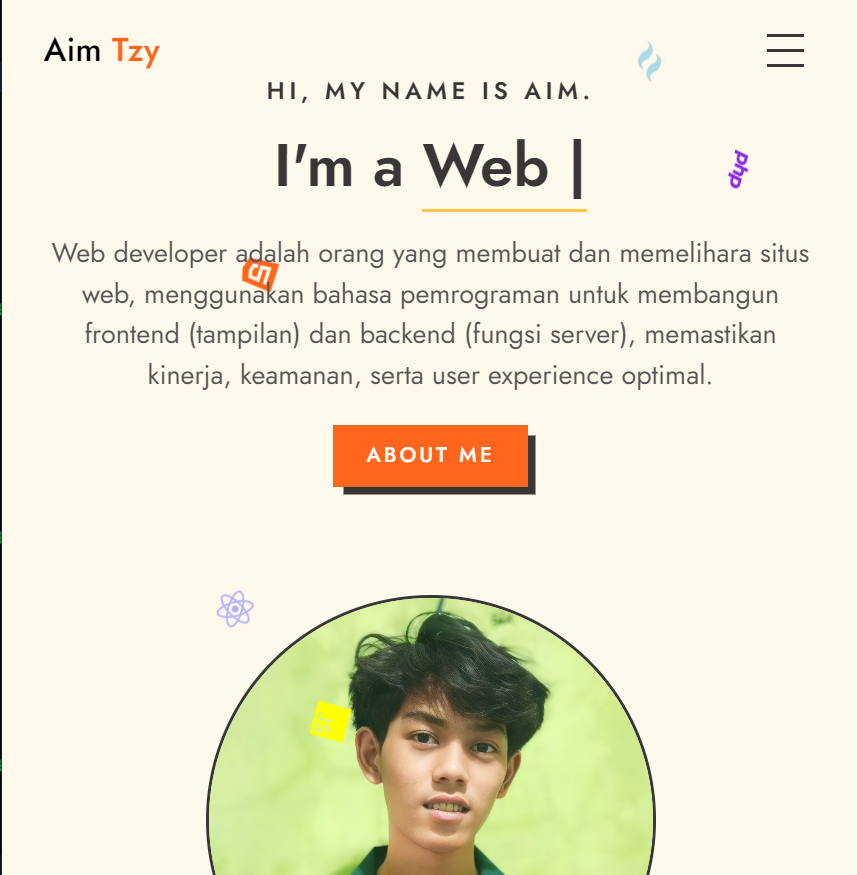 Aim Tzy
HI, MY NAME IS AIM.
I'm a Web |
php
Web developer adalah orang yang membuat dan memelihara situs
web, menggunakan bahasa pemrograman untuk membangun
frontend (tampilan) dan backend (fungsi server), memastikan
kinerja, keamanan, serta user experience optimal.
5
ABOUT ME
JS